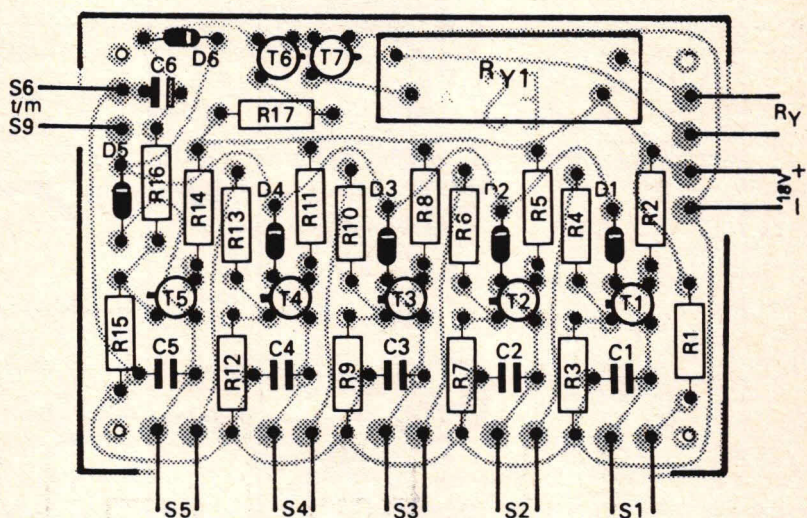 D6
T6 T7
RY1
S6
t/m
S9
C6
R17
RY
D5
R16
R14
R13
D4
R11
R10
D3
R8
R6
D2
R5
R4
D1
R2
18V
+
−
T5
T4
T3
T2
T1
R15
C5
R12
C4
R9
C3
R7
C2
R3
C1
R1
S5
S4
S3
S2
S1